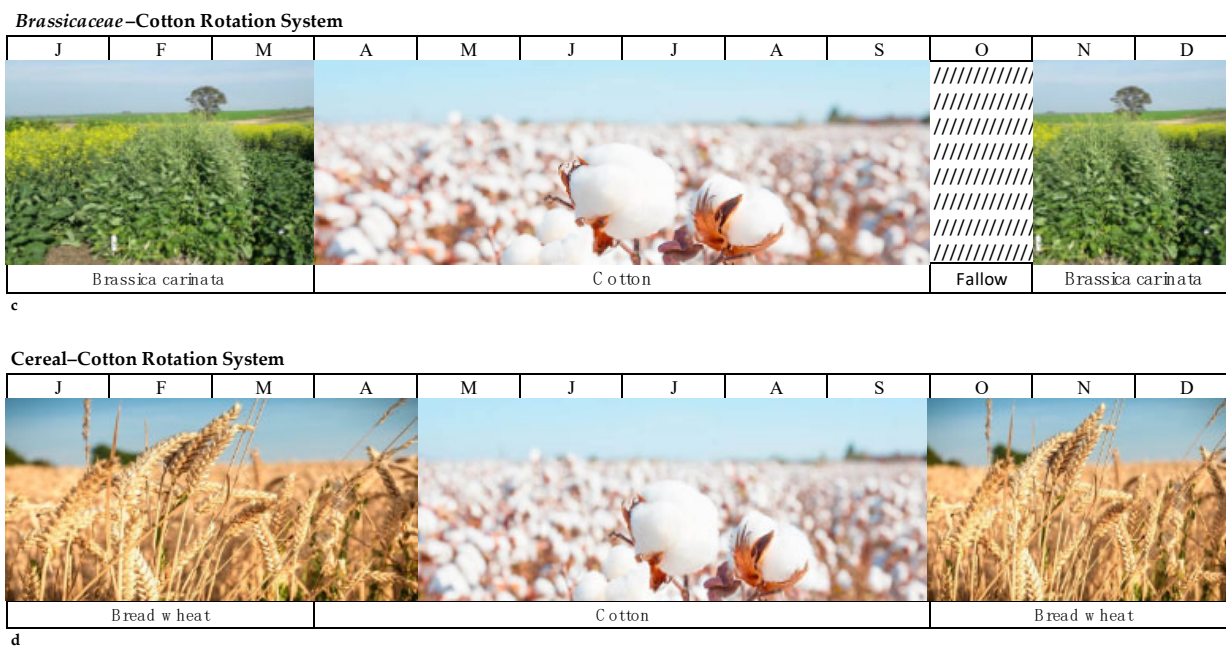 Brassicaceae–Cotton Rotation System
J F M A M J J A S O N D
Brassica carinata Cotton Fallow Brassica carinata
c
Cereal–Cotton Rotation System
J F M A M J J A S O N D
Bread wheat Cotton Bread wheat
d